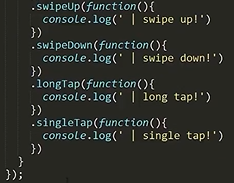 .swipeUp(function(){
console.log(' | swipe up!')
})
.swipeDown(function(){
console.log(' | swipe down!')
})
.longTap(function(){
console.log(' | long tap!')
})
.singleTap(function(){
console.log(' | single tap!')
})
}
});